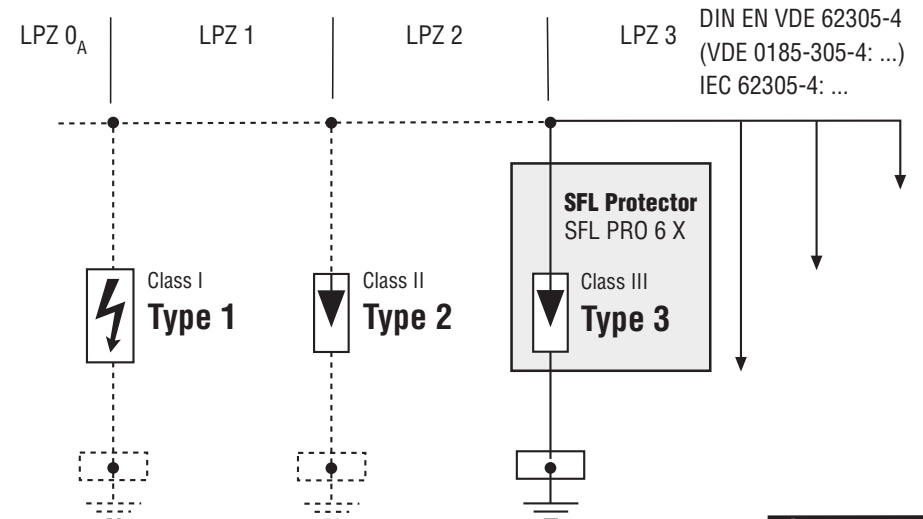 LPZ 0A
LPZ 1
LPZ 2
LPZ 3
DIN EN VDE 62305-4
(VDE 0185-305-4: ...)
IEC 62305-4: ...
SFL Protector
SFL PRO 6 X
Class I
Type 1
Class II
Type 2
Class III
Type 3